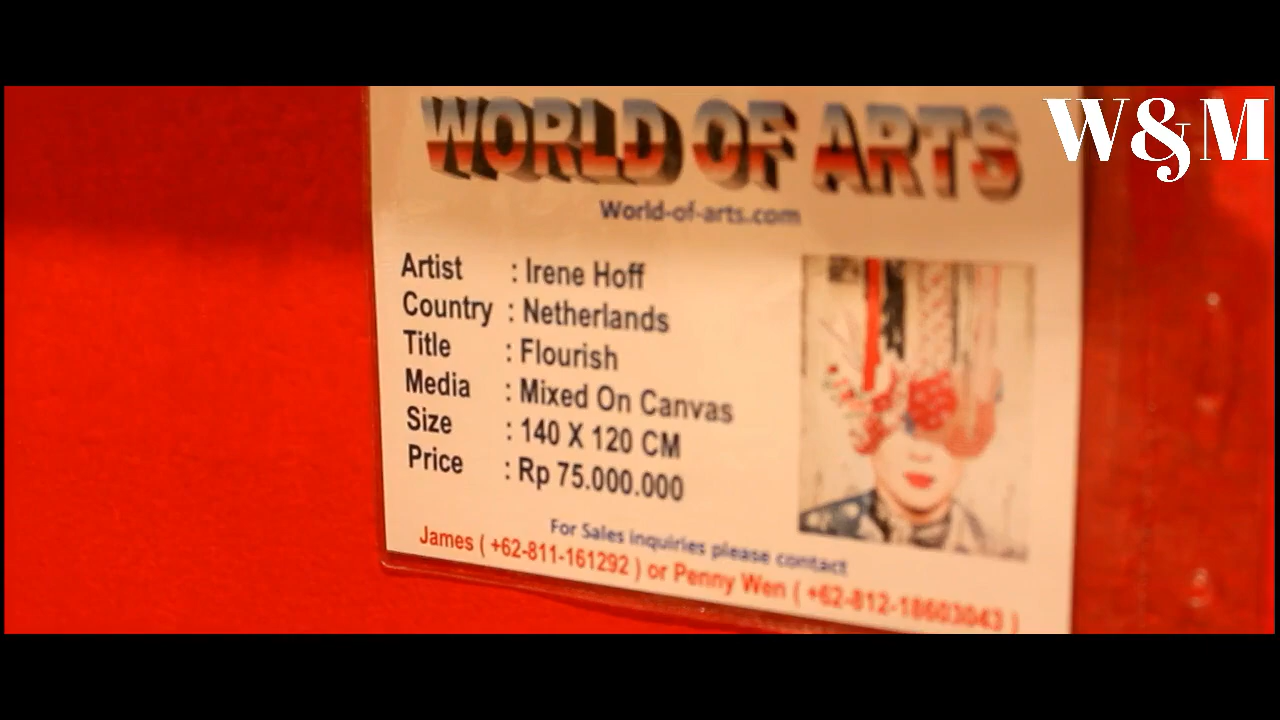 W&M
WORLD OF ARTS
World-of-arts.com
Artist : Irene Hoff
Country : Netherlands
Title : Flourish
Media : Mixed On Canvas
Size : 140 X 120 CM
Price : Rp 75.000.000
For Sales inquiries please contact
James ( +62-811-161292 ) or Penny Wen ( +62-812-18603043 )